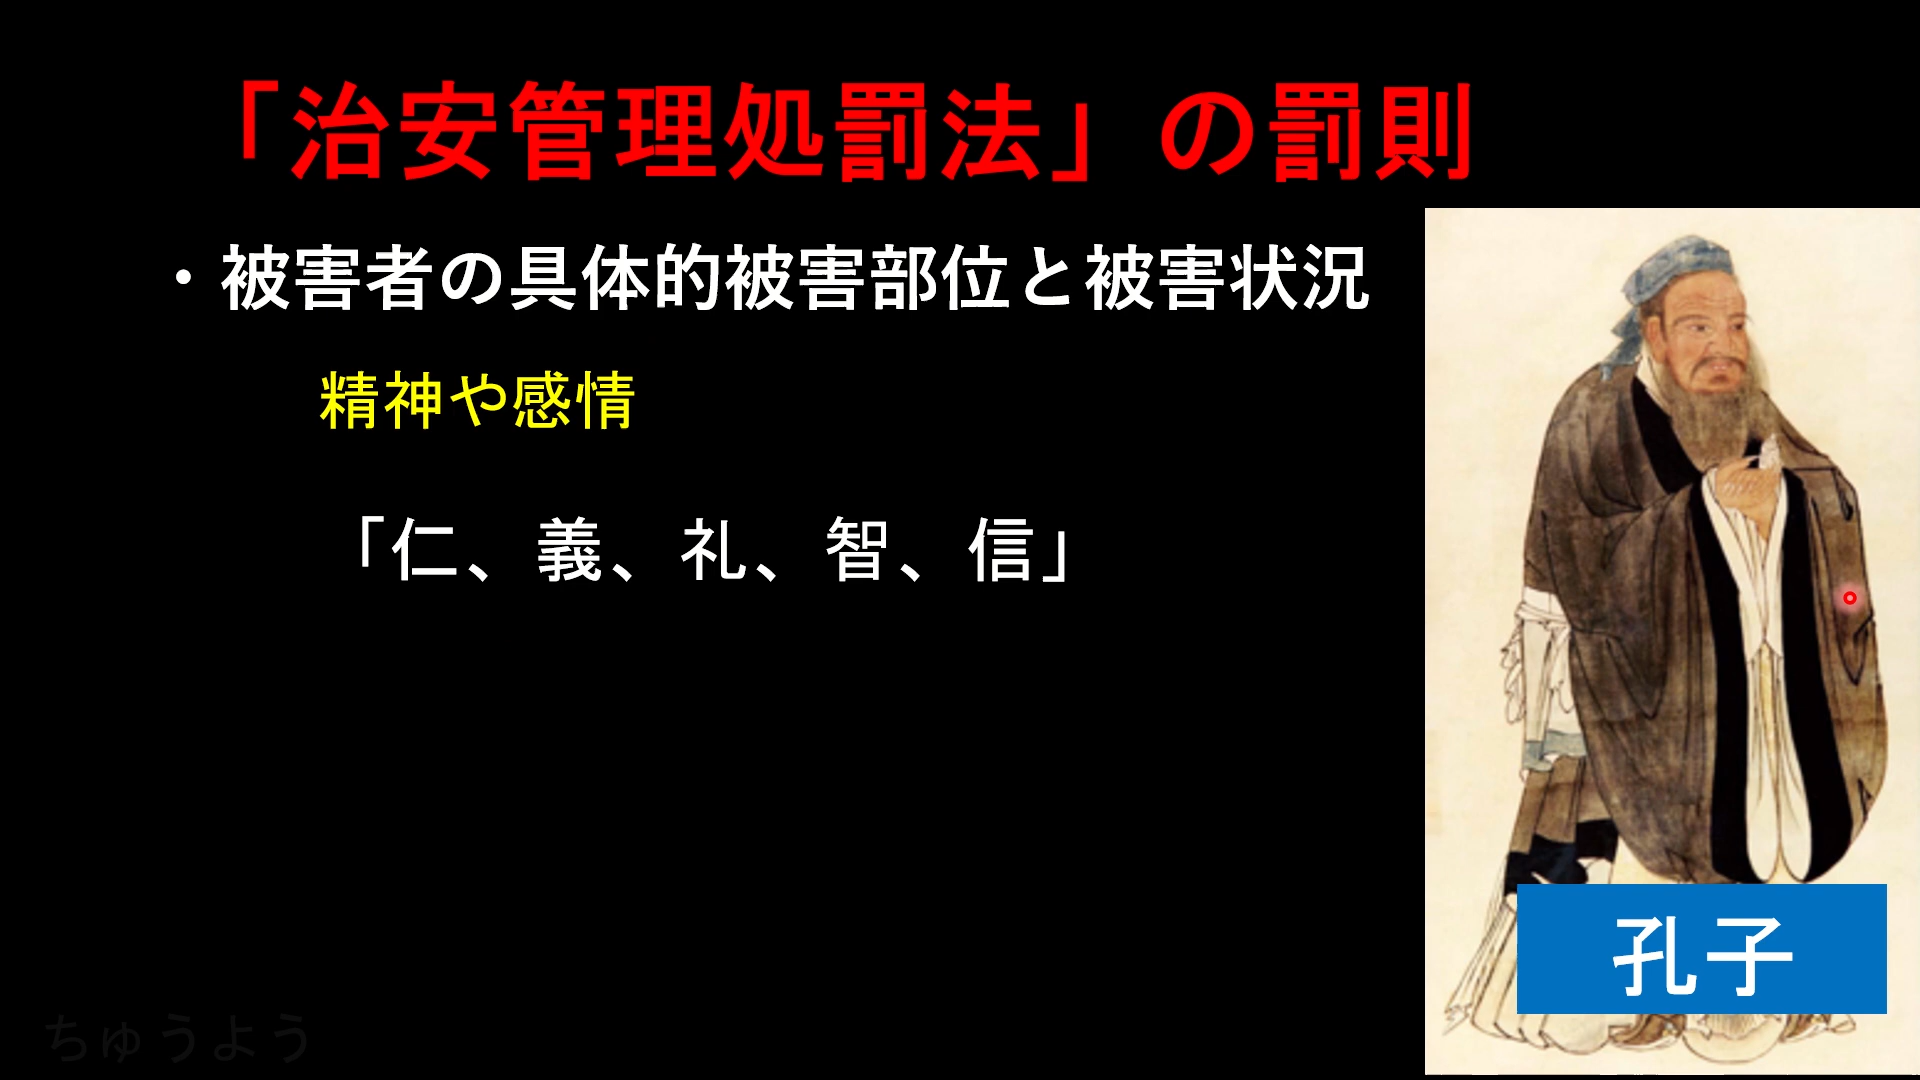 「治安管理処罰法」の罰則
・被害者の具体的被害部位と被害状況
精神や感情
「仁、義、礼、智、信」
孔子
ちゅうよう